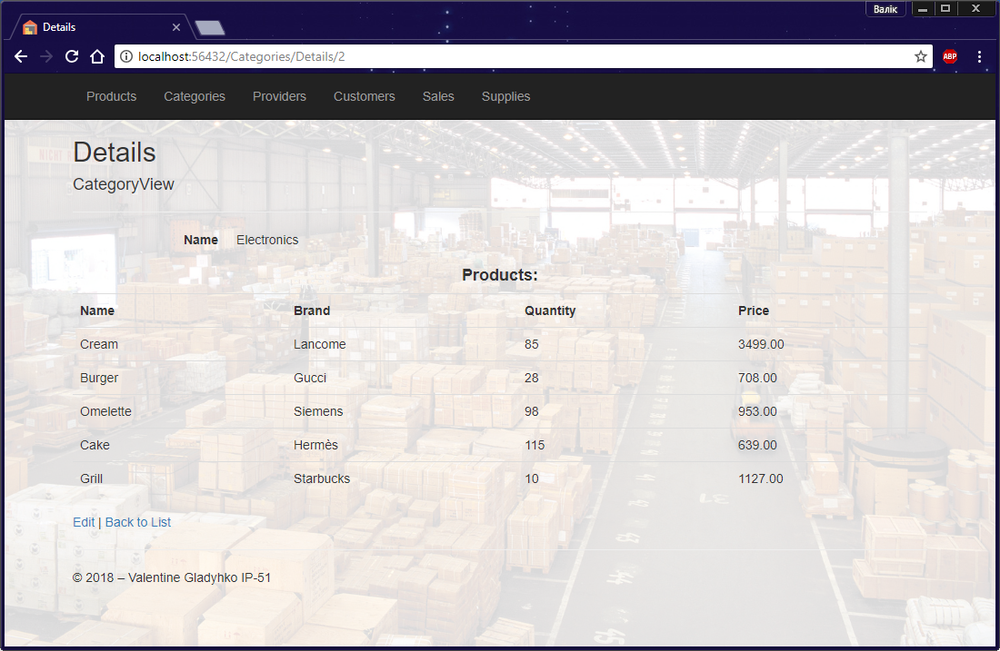 Валік
Details
localhost:56432/Categories/Details/2
ABP
Products Categories Providers Customers Sales Supplies
Details
CategoryView
Name Electronics
Products:
Name Brand Quantity Price
Cream Lancome 85 3499.00
Burger Gucci 28 708.00
Omelette Siemens 98 953.00
Cake Hermès 115 639.00
Grill Starbucks 10 1127.00
Edit | Back to List
© 2018 – Valentine Gladyhko IP-51